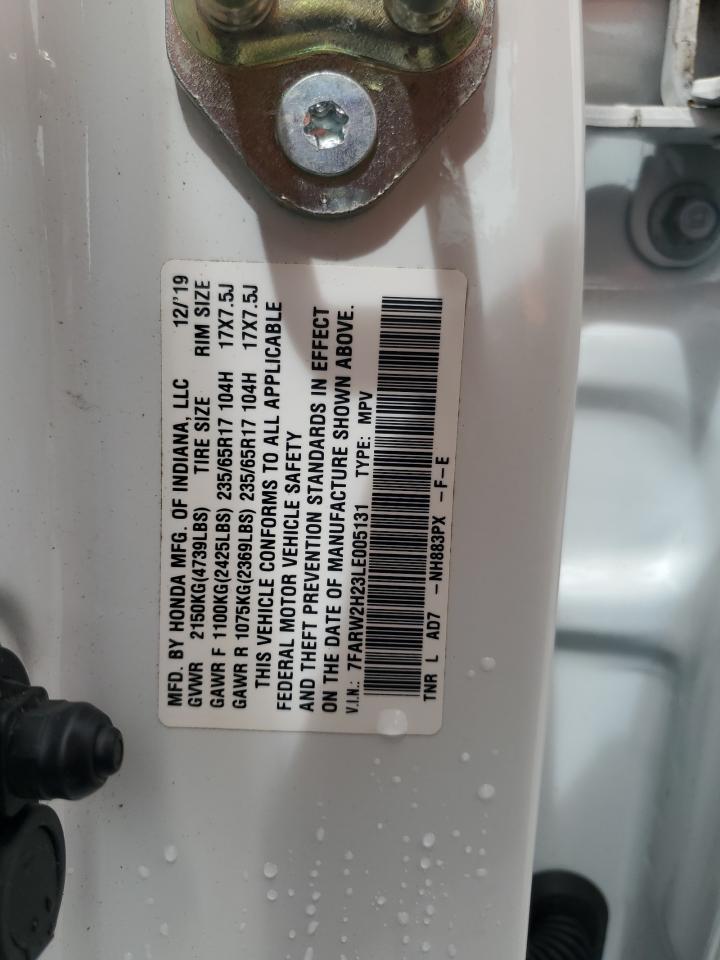 MFD. BY HONDA MFG. OF INDIANA, LLC 12/'19
GVWR 2150KG(4739LBS) TIRE SIZE RIM SIZE
GAWR F 1100KG(2425LBS) 235/65R17 104H 17X7.5J
GAWR R 1075KG(2369LBS) 235/65R17 104H 17X7.5J
THIS VEHICLE CONFORMS TO ALL APPLICABLE
FEDERAL MOTOR VEHICLE SAFETY
AND THEFT PREVENTION STANDARDS IN EFFECT
ON THE DATE OF MANUFACTURE SHOWN ABOVE.
V.I.N.: 7FARW2H23LE005131 TYPE: MPV
TNR L AD7 -NH883PX -F-E